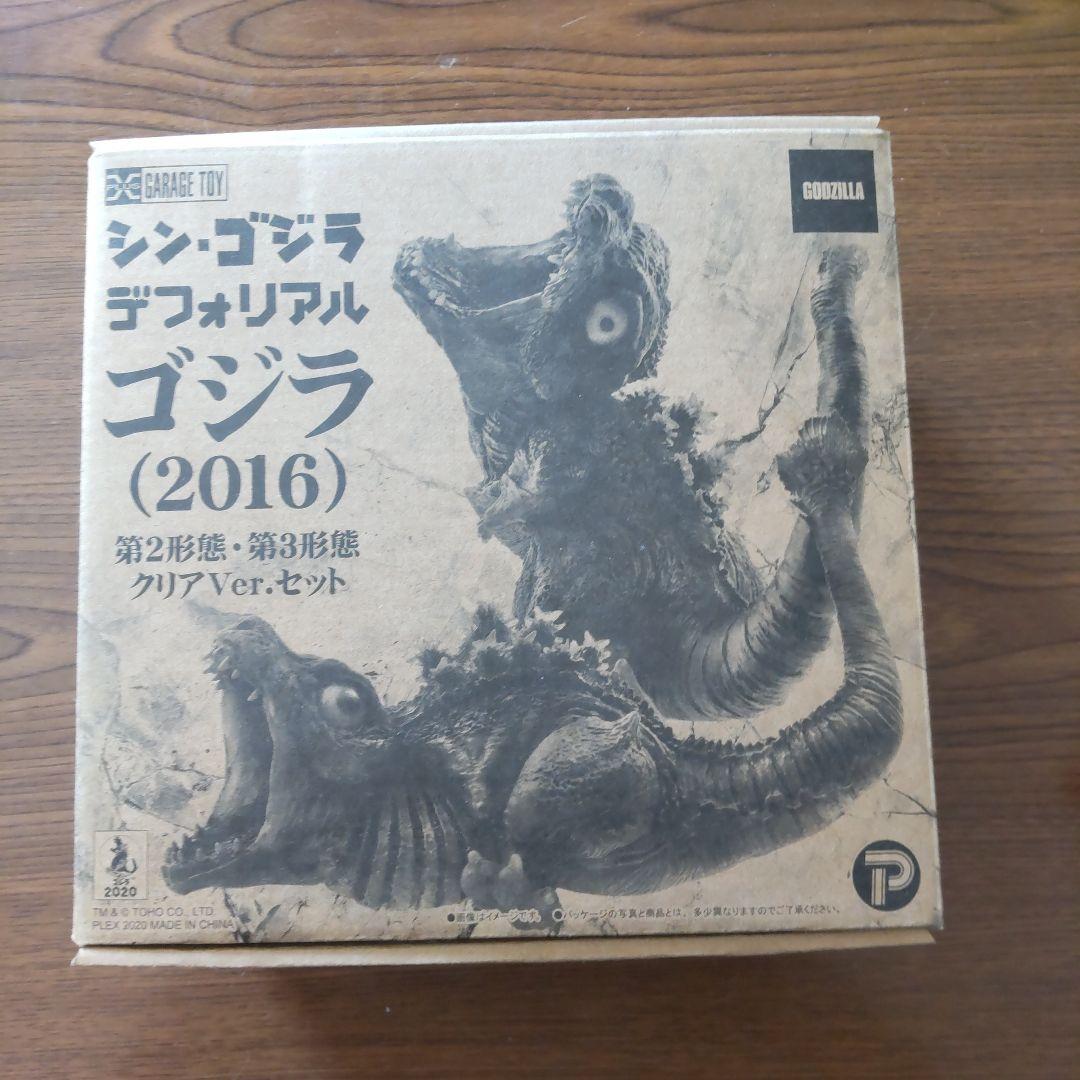 X PLUS GARAGE TOY
GODZILLA
シン・ゴジラ
デフォリアル
ゴジラ
(2016)
第2形態・第3形態
クリアVer.セット
2020
TM & © TOHO CO., LTD.
PLEX 2020 MADE IN CHINA
●画像はイメージです。 ●パッケージの写真と商品とは、多少異なりますのでご了承ください。
P